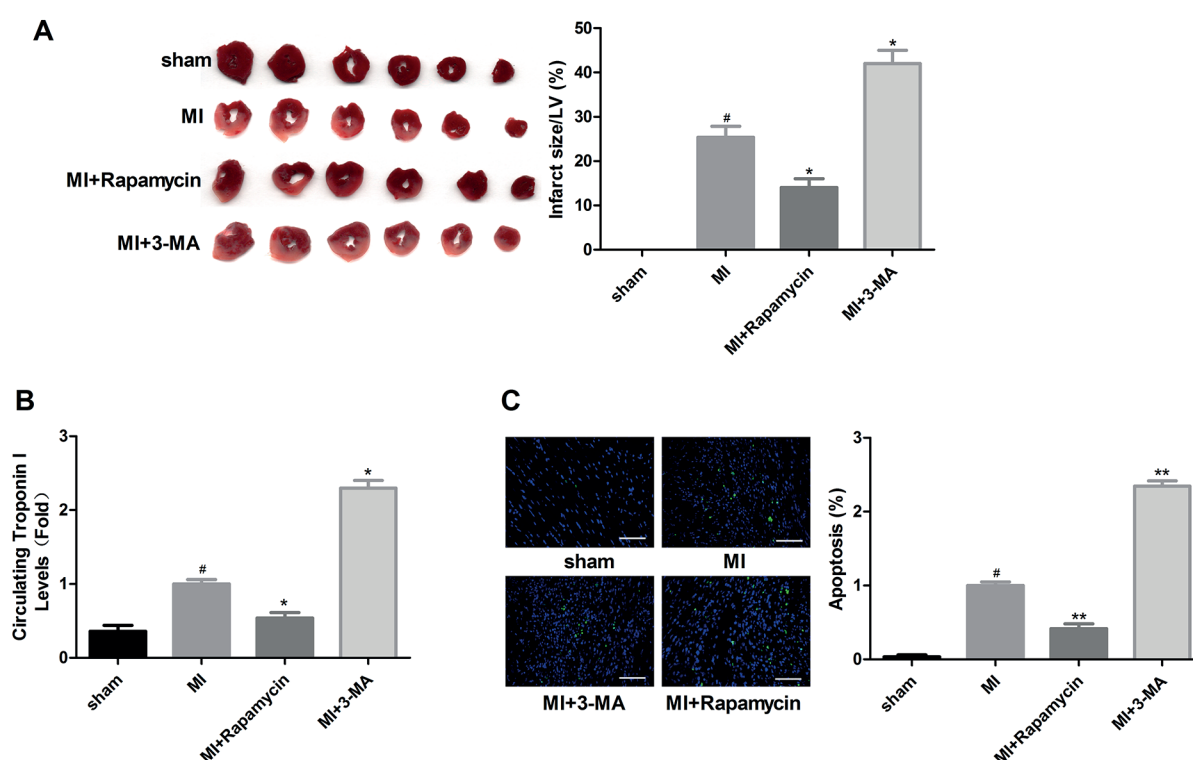 A
sham
MI
MI+Rapamycin
MI+3-MA
Infarct size/LV (%)
50
40
30
20
10
0
#
*
*
sham
MI
MI+Rapamycin
MI+3-MA
B
Circulating Troponin I
Levels (Fold)
3
2
1
0
#
*
*
sham
MI
MI+Rapamycin
MI+3-MA
C
sham
MI
MI+3-MA
MI+Rapamycin
Apoptosis (%)
3
2
1
0
#
**
**
sham
MI
MI+Rapamycin
MI+3-MA